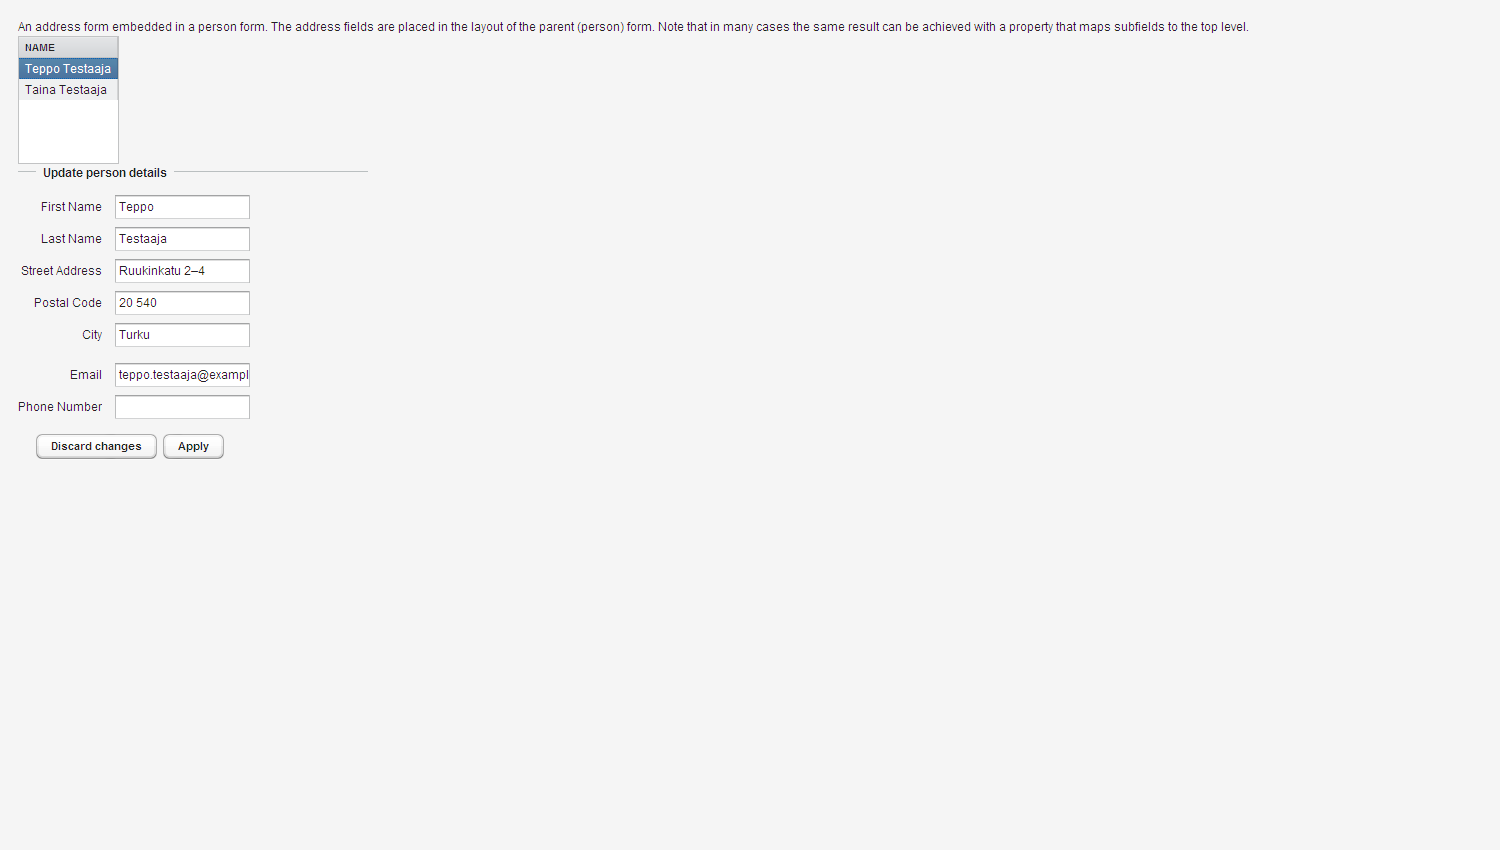 An address form embedded in a person form. The address fields are placed in the layout of the parent (person) form. Note that in many cases the same result can be achieved with a property that maps subfields to the top level.
NAME
Teppo Testaaja
Taina Testaaja
Update person details
First Name Teppo
Last Name Testaaja
Street Address Ruukinkatu 2–4
Postal Code 20 540
City Turku
Email teppo.testaaja@exampl
Phone Number
Discard changes Apply